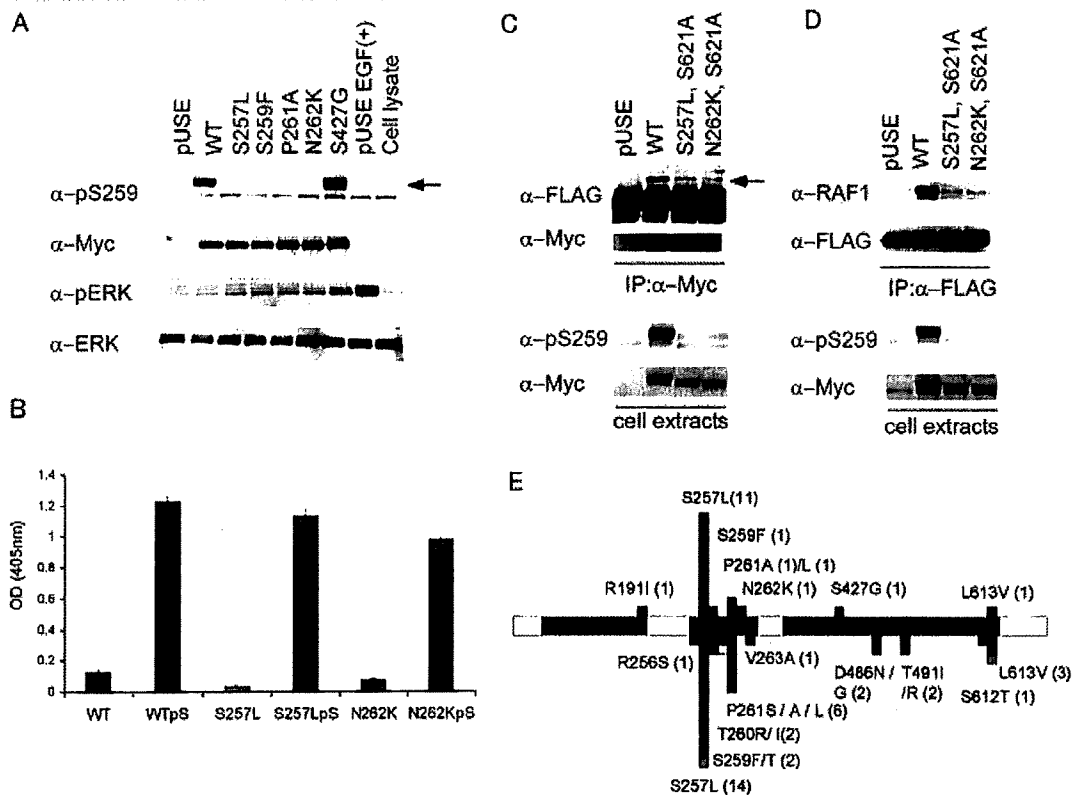 A
pUSE
WT
S257L
S259F
P261A
N262K
S427G
pUSE EGF(+)
Cell lysate
α–pS259
α–Myc
α–pERK
α–ERK
B
OD (405nm)
1.4
1.2
1
0.8
0.6
0.4
0.2
0
WT
WTpS
S257L
S257LpS
N262K
N262KpS
C
pUSE
WT
S257L, S621A
N262K, S621A
α–FLAG
α–Myc
IP:α–Myc
α–pS259
α–Myc
cell extracts
D
pUSE
WT
S257L, S621A
N262K, S621A
α–RAF1
α–FLAG
IP:α–FLAG
α–pS259
α–Myc
cell extracts
E
S257L(11)
S259F (1)
P261A (1)/L (1)
R191I (1)
N262K (1)
S427G (1)
L613V (1)
R256S (1)
V263A (1)
D486N /
G (2)
T491I
/R (2)
L613V (3)
S612T (1)
P261S / A / L (6)
T260R/ I(2)
S259F/T (2)
S257L (14)